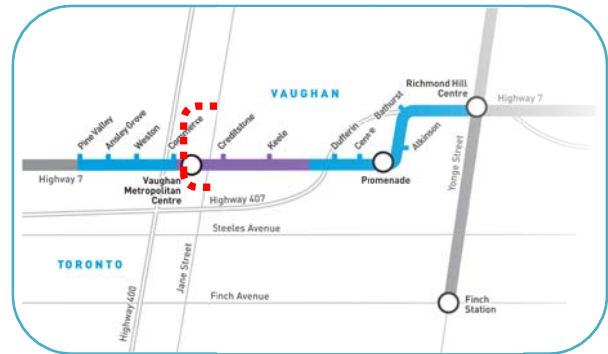 VAUGHAN
Richmond Hill
Centre
Highway 7
Pine Valley
Ansley Grove
Weston
Commerce
Creditstone
Keele
Dufferin
Centre
Bathurst
Atkinson
Highway 7
Vaughan
Metropolitan
Centre
Promenade
Yonge Street
Highway 407
Steeles Avenue
TORONTO
Jane Street
Highway 400
Finch Avenue
Finch
Station